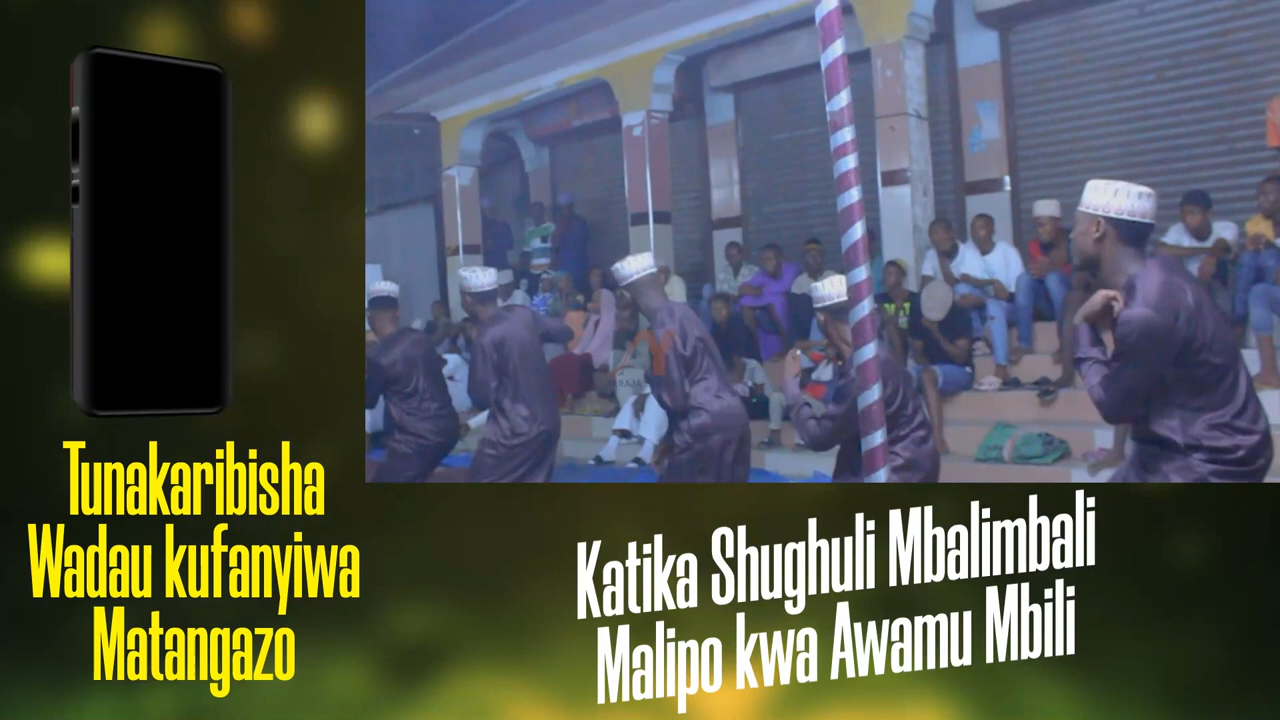 Tunakaribisha
Wadau kufanyiwa
Matangazo
Katika Shughuli Mbalimbali
Malipo kwa Awamu Mbili